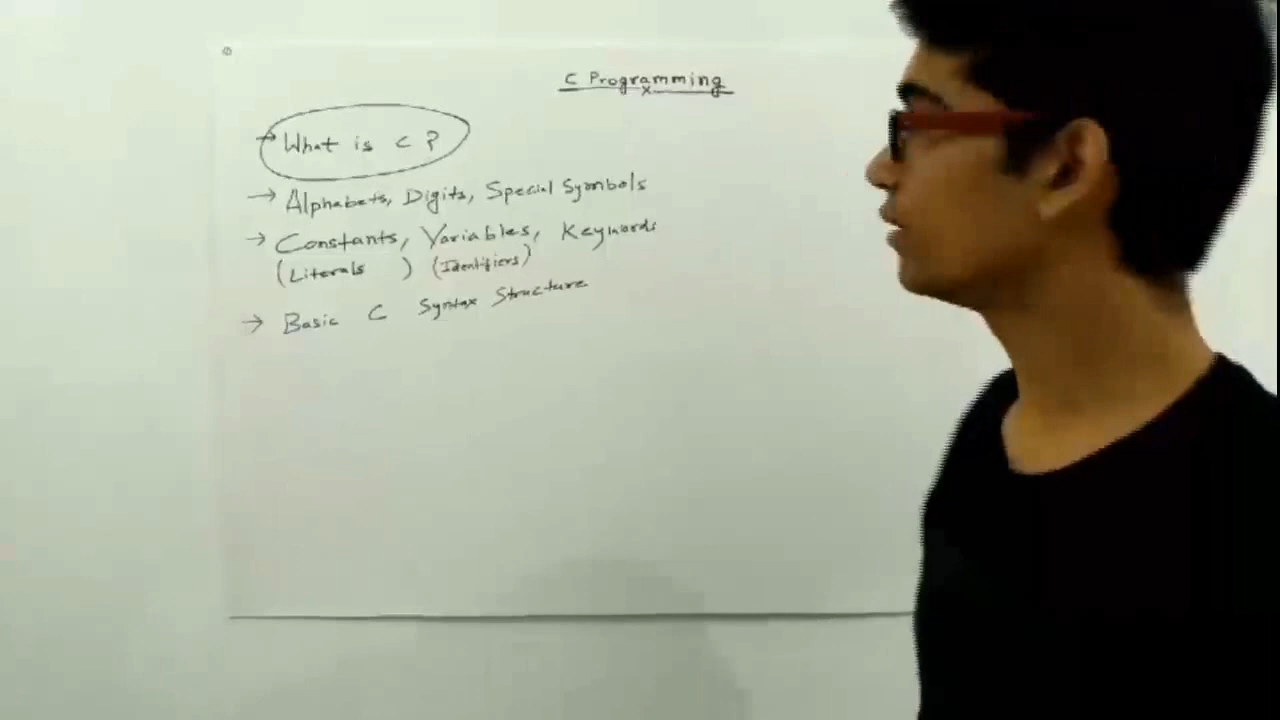 C Programming
→ What is C ?
→ Alphabets, Digits, Special Symbols
→ Constants, Variables, Keywords
(Literals ) (Identifiers)
→ Basic C Syntax Structure